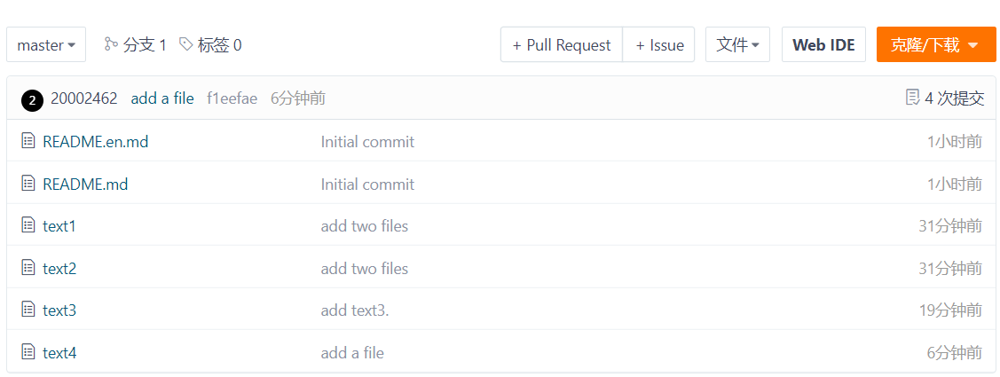 master 分支 1 标签 0 + Pull Request + Issue 文件 Web IDE 克隆/下载
2 20002462 add a file f1eefae 6分钟前 4 次提交
README.en.md Initial commit 1小时前
README.md Initial commit 1小时前
text1 add two files 31分钟前
text2 add two files 31分钟前
text3 add text3. 19分钟前
text4 add a file 6分钟前